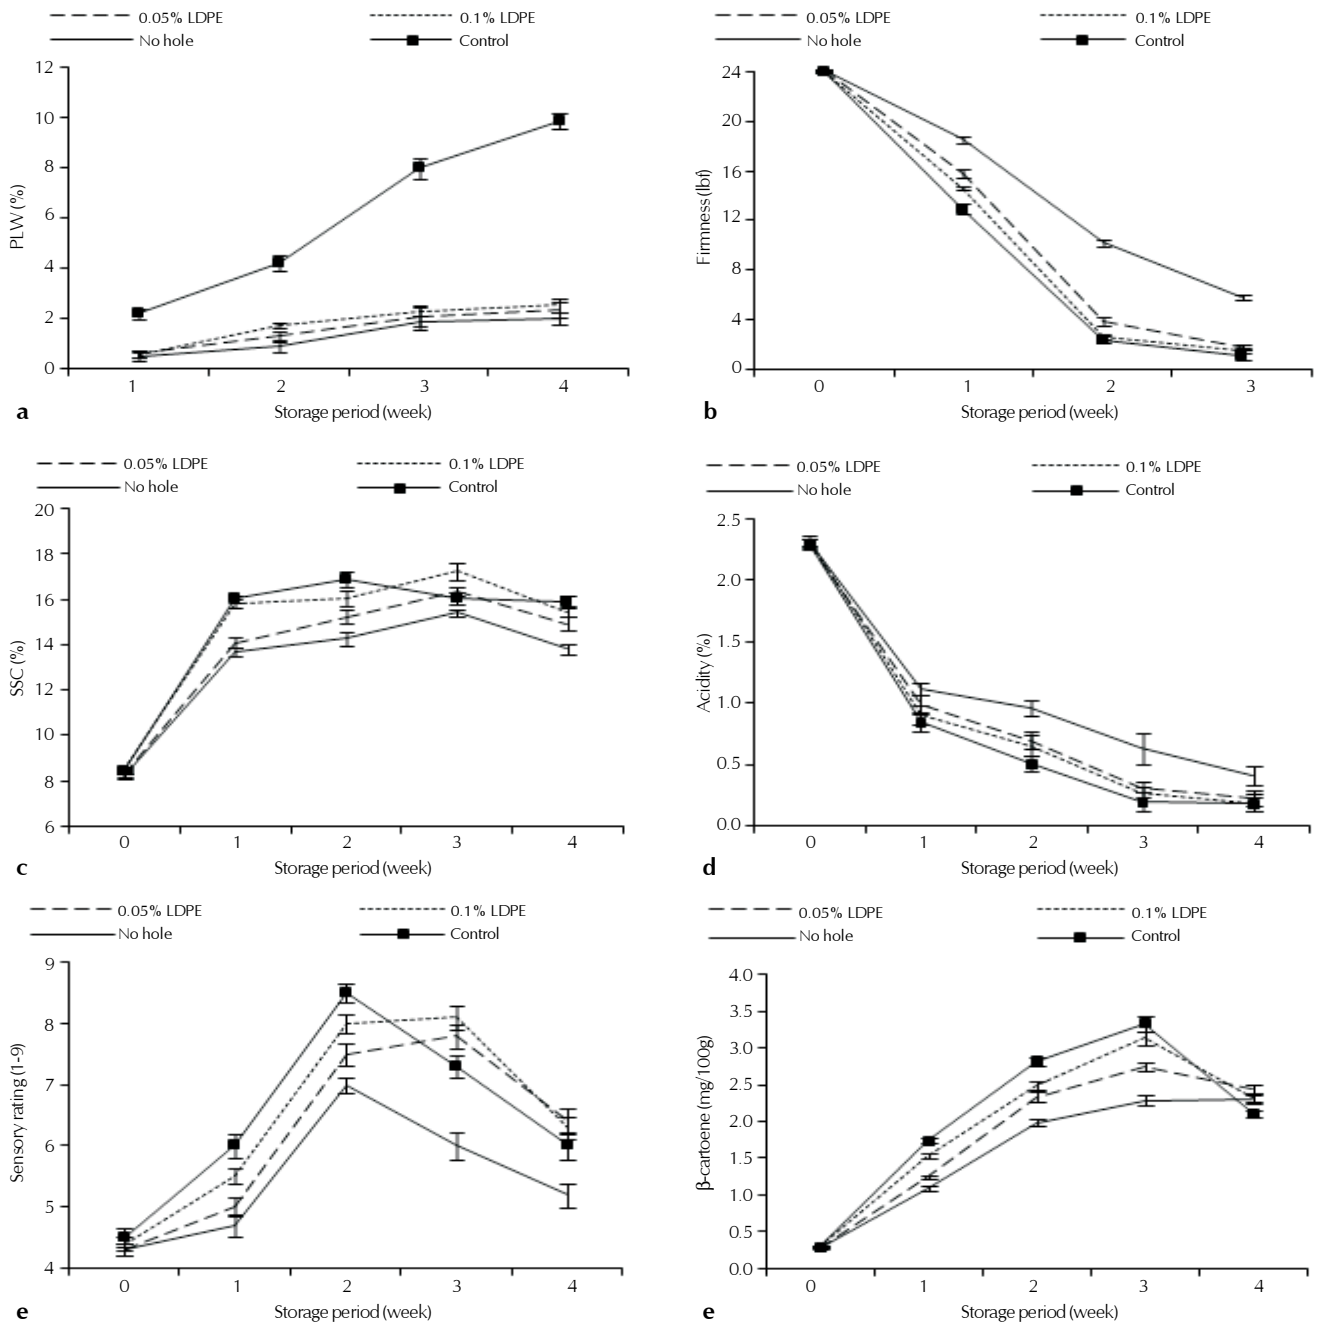 0.05% LDPE 0.1% LDPE
No hole Control
12
10
8
6
4
2
0
PLW (%)
1 2 3 4
a Storage period (week)
0.05% LDPE 0.1% LDPE
No hole Control
24
20
16
12
8
4
0
Firmness (lbf)
0 1 2 3
b Storage period (week)
0.05% LDPE 0.1% LDPE
No hole Control
20
18
16
14
12
10
8
6
SSC (%)
0 1 2 3 4
c Storage period (week)
0.05% LDPE 0.1% LDPE
No hole Control
2.5
2.0
1.5
1.0
0.5
0.0
Acidity (%)
0 1 2 3 4
d Storage period (week)
0.05% LDPE 0.1% LDPE
No hole Control
9
8
7
6
5
4
Sensory rating (1-9)
0 1 2 3 4
e Storage period (week)
0.05% LDPE 0.1% LDPE
No hole Control
4.0
3.5
3.0
2.5
2.0
1.5
1.0
0.5
0.0
β-cartoene (mg/100g)
0 1 2 3 4
e Storage period (week)